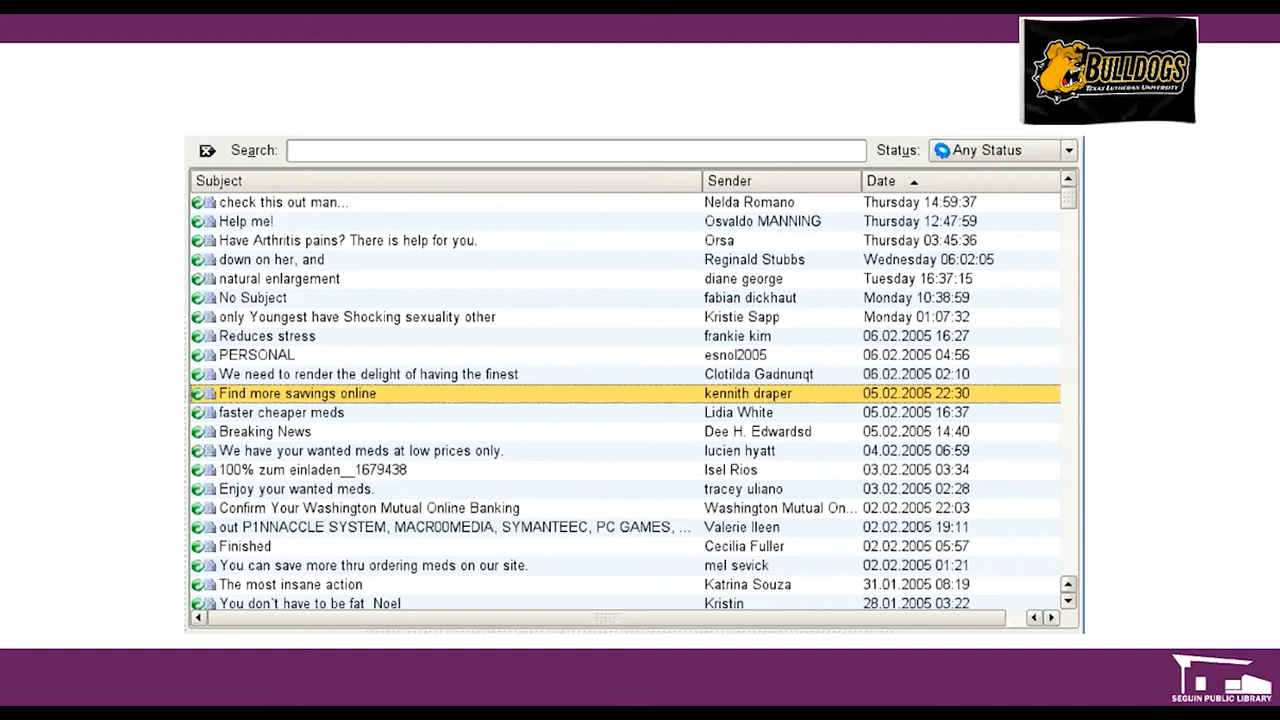 BULLDOGS
TEXAS LUTHERAN UNIVERSITY
Search: Status: Any Status
Subject Sender Date
check this out man... Nelda Romano Thursday 14:59:37
Help me! Osvaldo MANNING Thursday 12:47:59
Have Arthritis pains? There is help for you. Orsa Thursday 03:45:36
down on her, and Reginald Stubbs Wednesday 06:02:05
natural enlargement diane george Tuesday 16:37:15
No Subject fabian dickhaut Monday 10:38:59
only Youngest have Shocking sexuality other Kristie Sapp Monday 01:07:32
Reduces stress frankie kim 06.02.2005 16:27
PERSONAL esnol2005 06.02.2005 04:56
We need to render the delight of having the finest Clotilda Gadnunqt 06.02.2005 02:10
Find more sawings online kennith draper 05.02.2005 22:30
faster cheaper meds Lidia White 05.02.2005 16:37
Breaking News Dee H. Edwardsd 05.02.2005 14:40
We have your wanted meds at low prices only. lucien hyatt 04.02.2005 06:59
100% zum einladen__1679438 Isel Rios 03.02.2005 03:34
Enjoy your wanted meds. tracey uliano 03.02.2005 02:28
Confirm Your Washington Mutual Online Banking Washington Mutual On... 02.02.2005 22:03
out P1NNACCLE SYSTEM, MACR00MEDIA, SYMANTEEC, PC GAMES, ... Valerie Ileen 02.02.2005 19:11
Finished Cecilia Fuller 02.02.2005 05:57
You can save more thru ordering meds on our site. mel sevick 02.02.2005 01:21
The most insane action Katrina Souza 31.01.2005 08:19
You don`t have to be fat Noel Kristin 28.01.2005 03:22
SEGUIN PUBLIC LIBRARY